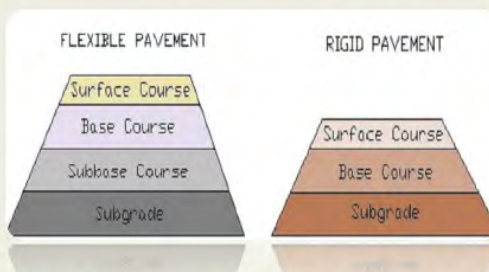 FLEXIBLE PAVEMENT
Surface Course
Base Course
Subbase Course
Subgrade
RIGID PAVEMENT
Surface Course
Base Course
Subgrade